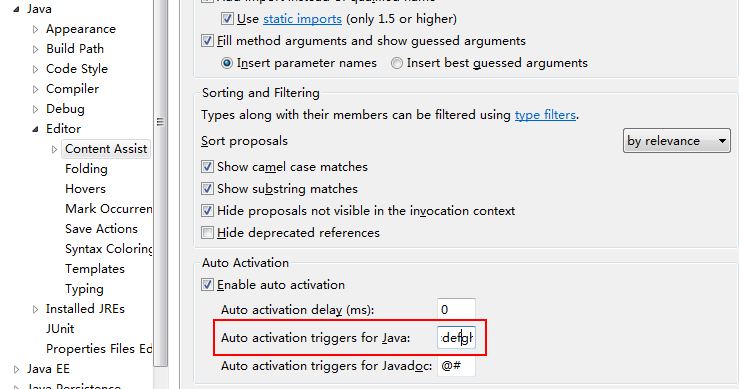 Java
Appearance
Build Path
Code Style
Compiler
Debug
Editor
Content Assist
Folding
Hovers
Mark Occurren
Save Actions
Syntax Coloring
Templates
Typing
Installed JREs
JUnit
Properties Files Ed
Java EE
Use static imports (only 1.5 or higher)
Fill method arguments and show guessed arguments
Insert parameter names Insert best guessed arguments
Sorting and Filtering
Types along with their members can be filtered using type filters.
Sort proposals by relevance
Show camel case matches
Show substring matches
Hide proposals not visible in the invocation context
Hide deprecated references
Auto Activation
Enable auto activation
Auto activation delay (ms): 0
Auto activation triggers for Java: .defgh
Auto activation triggers for Javadoc: @#